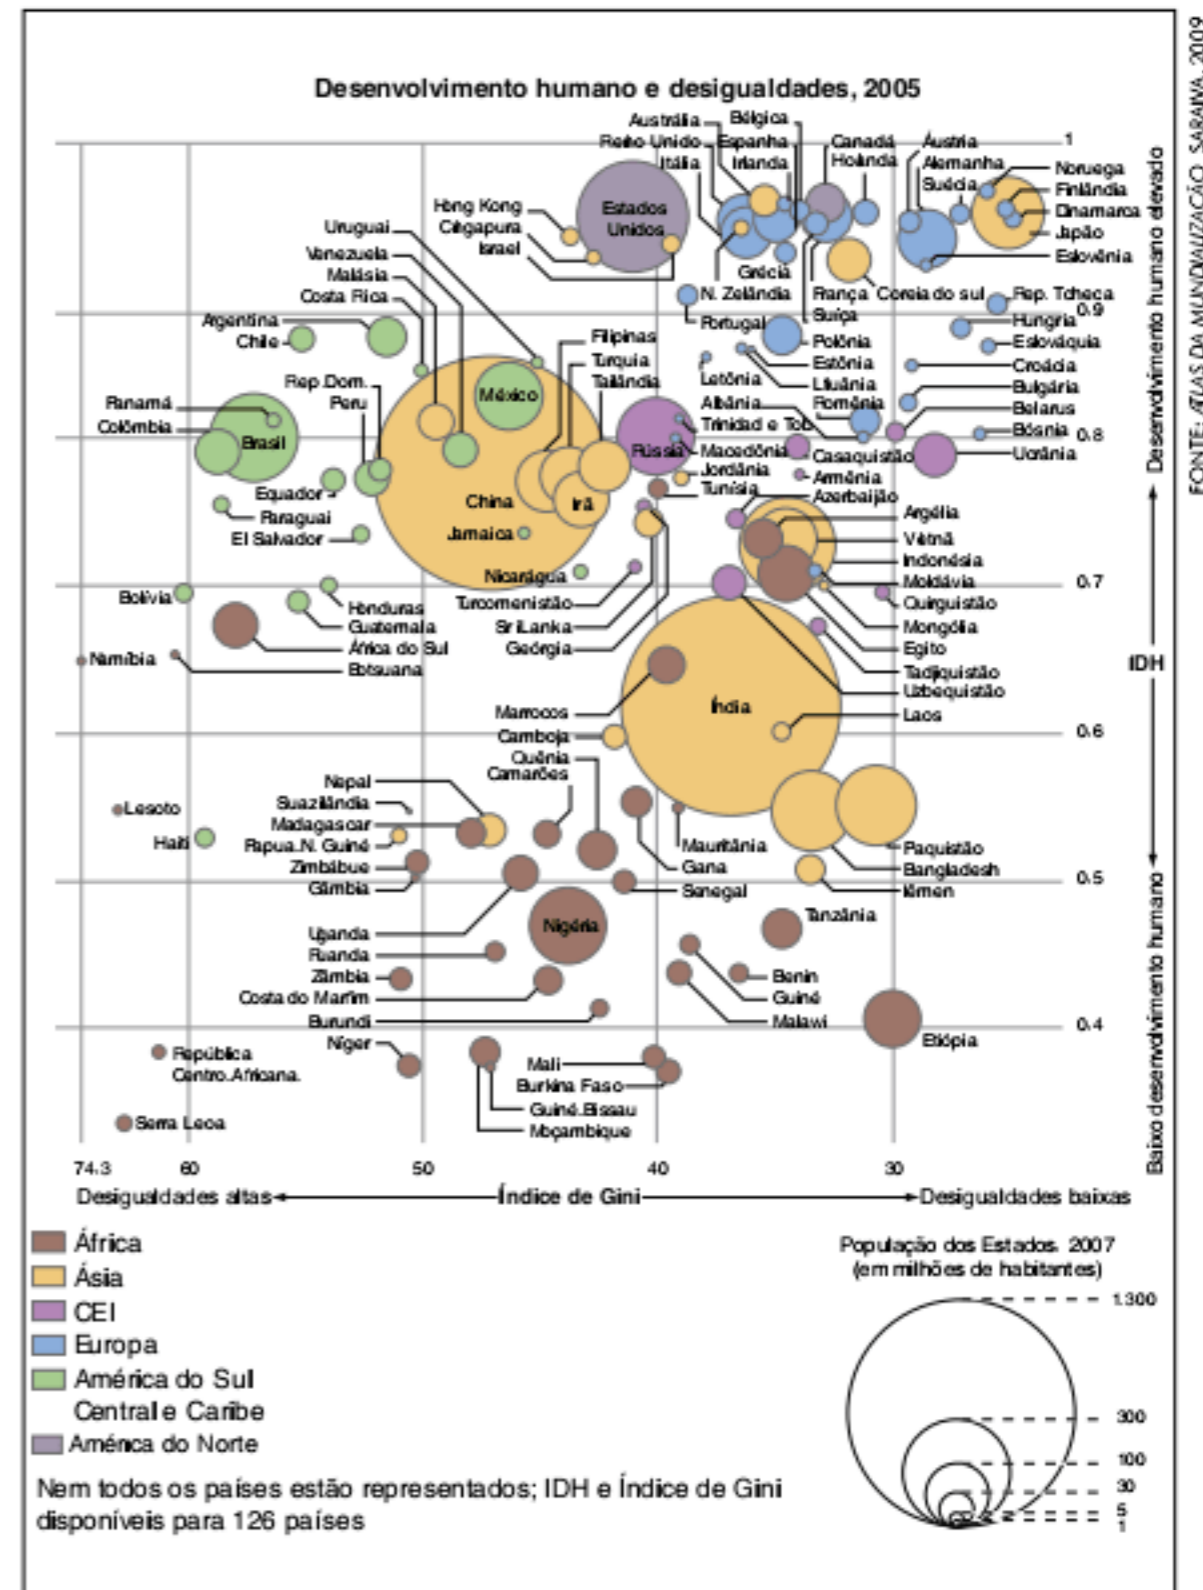 Desenvolvimento humano e desigualdades, 2005
Austrália
Bélgica
Reino Unido
Espanha
Canadá
Áustria
Itália
Irlanda
Holanda
Alemanha
Noruega
Suécia
Finlândia
Dinamarca
Japão
Eslovênia
Hong Kong
Cingapura
Israel
Estados
Unidos
Uruguai
Venezuela
Malásia
Costa Rica
Grécia
N. Zelândia
França
Coreia do sul
Rep. Tcheca
Suíça
Argentina
Chile
Filipinas
Turquia
Tailândia
Portugal
Polônia
Hungria
Eslováquia
Estônia
Letônia
Lituânia
Croácia
Rep. Dom.
Peru
México
Albânia
Romênia
Bulgária
Panamá
Colômbia
Brasil
Trinidad e Tob.
Belarus
Bósnia
Rússia
Macedônia
Casaquistão
Ucrânia
Jordânia
Armênia
Tunísia
Azerbaijão
Equador
China
Irã
Paraguai
El Salvador
Jamaica
Argélia
Vietnã
Indonésia
Nicarágua
Moldávia
Bolívia
Turcomenistão
Quirguistão
Honduras
Guatemala
Sri Lanka
Mongólia
África do Sul
Geórgia
Egito
Namíbia
Botsuana
Tadjiquistão
Uzbequistão
Índia
Marrocos
Laos
Camboja
Quênia
Camarões
Nepal
Suazilândia
Lesoto
Madagascar
Haiti
Papua. N. Guiné
Mauritânia
Paquistão
Zimbábue
Gana
Bangladesh
Gâmbia
Senegal
Iêmen
Nigéria
Tanzânia
Uganda
Ruanda
Zâmbia
Benin
Costa do Marfim
Guiné
Burundi
Malawi
Níger
Etiópia
República
Centro.Africana.
Mali
Burkina Faso
Guiné.Bissau
Serra Leoa
Moçambique
1
0.9
0.8
0.7
0.6
0.5
0.4
Desenvolvimento humano elevado
IDH
Baixo desenvolvimento humano
74.3
60
50
40
30
Desigualdades altas
Índice de Gini
Desigualdades baixas
África
Ásia
CEI
Europa
América do Sul
Central e Caribe
América do Norte
População dos Estados. 2007
(em milhões de habitantes)
1.300
300
100
30
5
1
Nem todos os países estão representados; IDH e Índice de Gini
disponíveis para 126 países
FONTE: ATLAS DA MUNDIALIZAÇÃO. SARAIVA, 2009